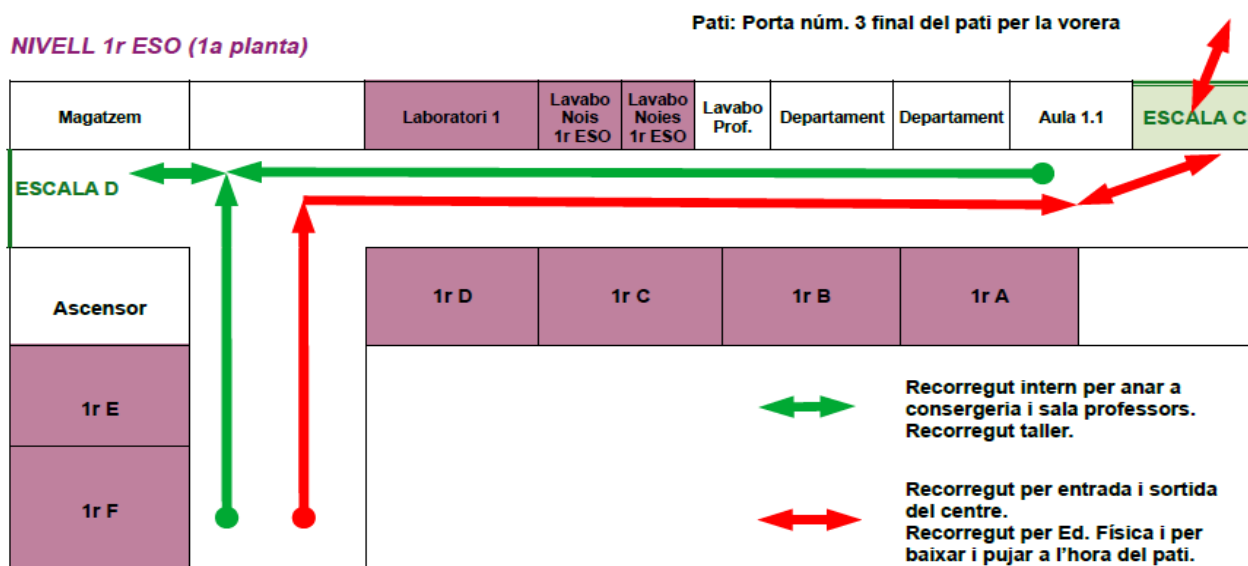 Pati: Porta núm. 3 final del pati per la vorera
NIVELL 1r ESO (1a planta)
Magatzem
Laboratori 1
Lavabo
Nois
1r ESO
Lavabo
Noies
1r ESO
Lavabo
Prof.
Departament
Departament
Aula 1.1
ESCALA C
ESCALA D
Ascensor
1r D
1r C
1r B
1r A
1r E
1r F
Recorregut intern per anar a
consergeria i sala professors.
Recorregut taller.
Recorregut per entrada i sortida
del centre.
Recorregut per Ed. Física i per
baixar i pujar a l'hora del pati.